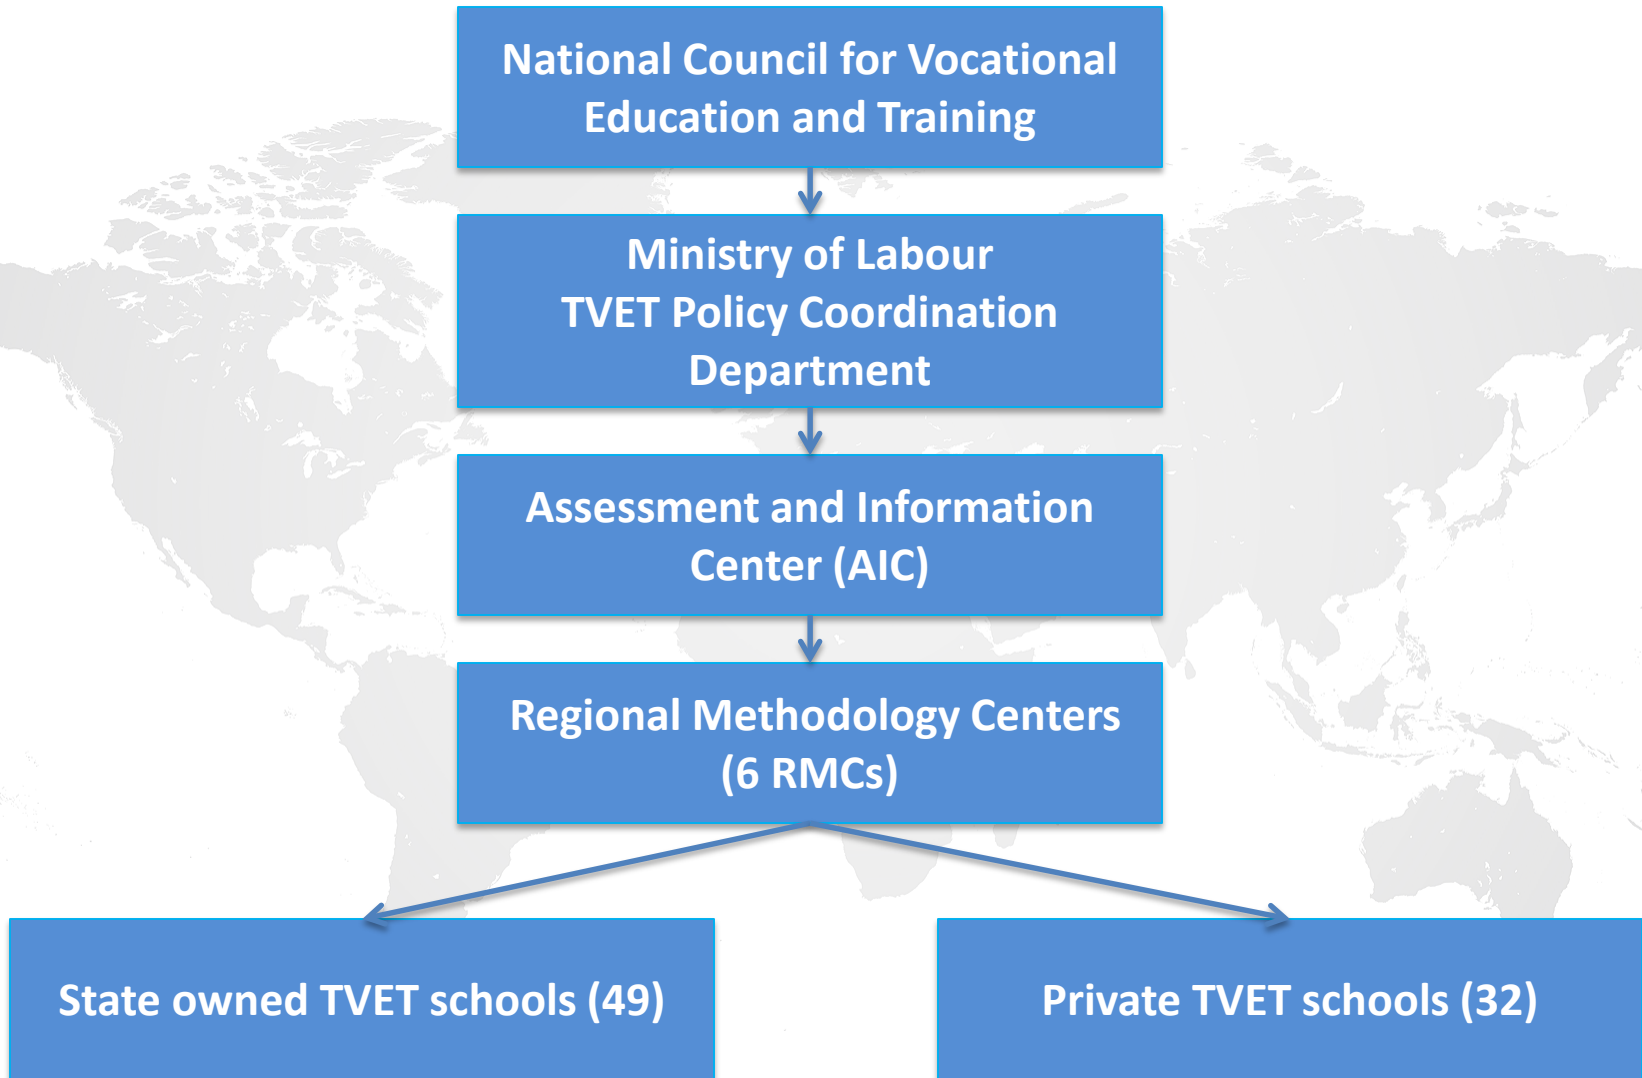 National Council for Vocational
Education and Training
Ministry of Labour
TVET Policy Coordination
Department
Assessment and Information
Center (AIC)
Regional Methodology Centers
(6 RMCs)
State owned TVET schools (49)
Private TVET schools (32)